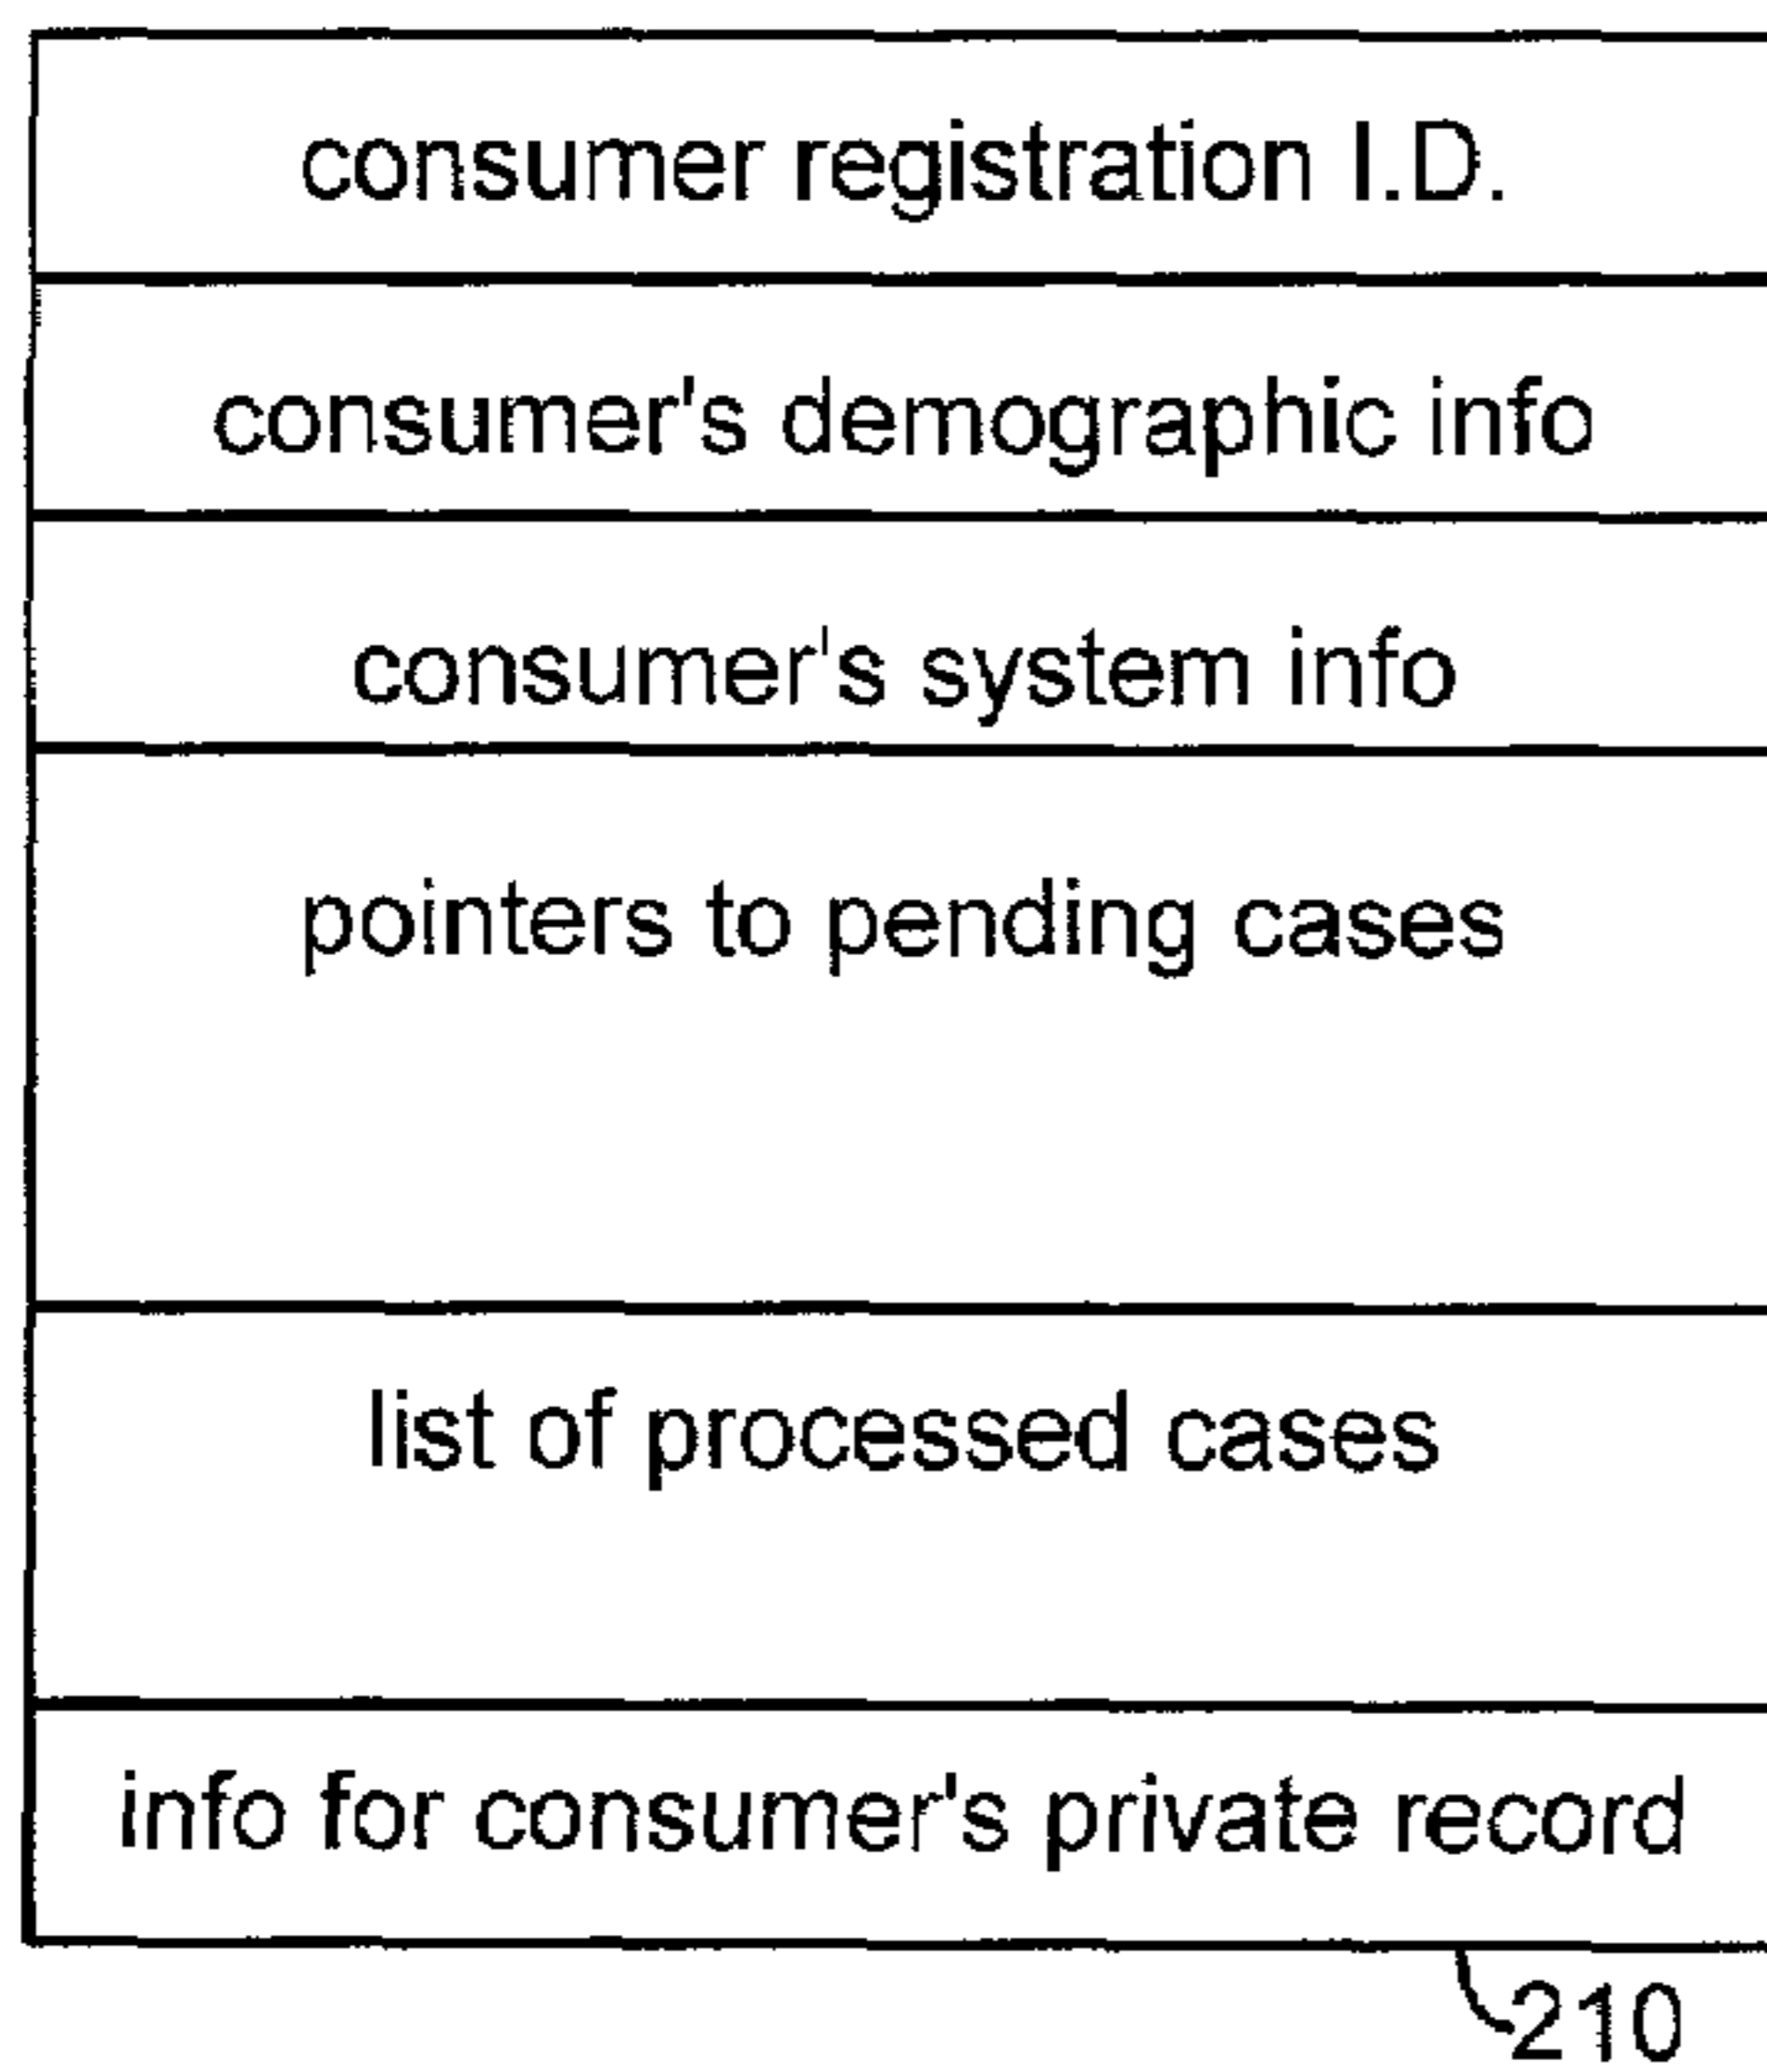 consumer registration I.D.
consumer's demographic info
consumer's system info
pointers to pending cases
list of processed cases
info for consumer's private record
210